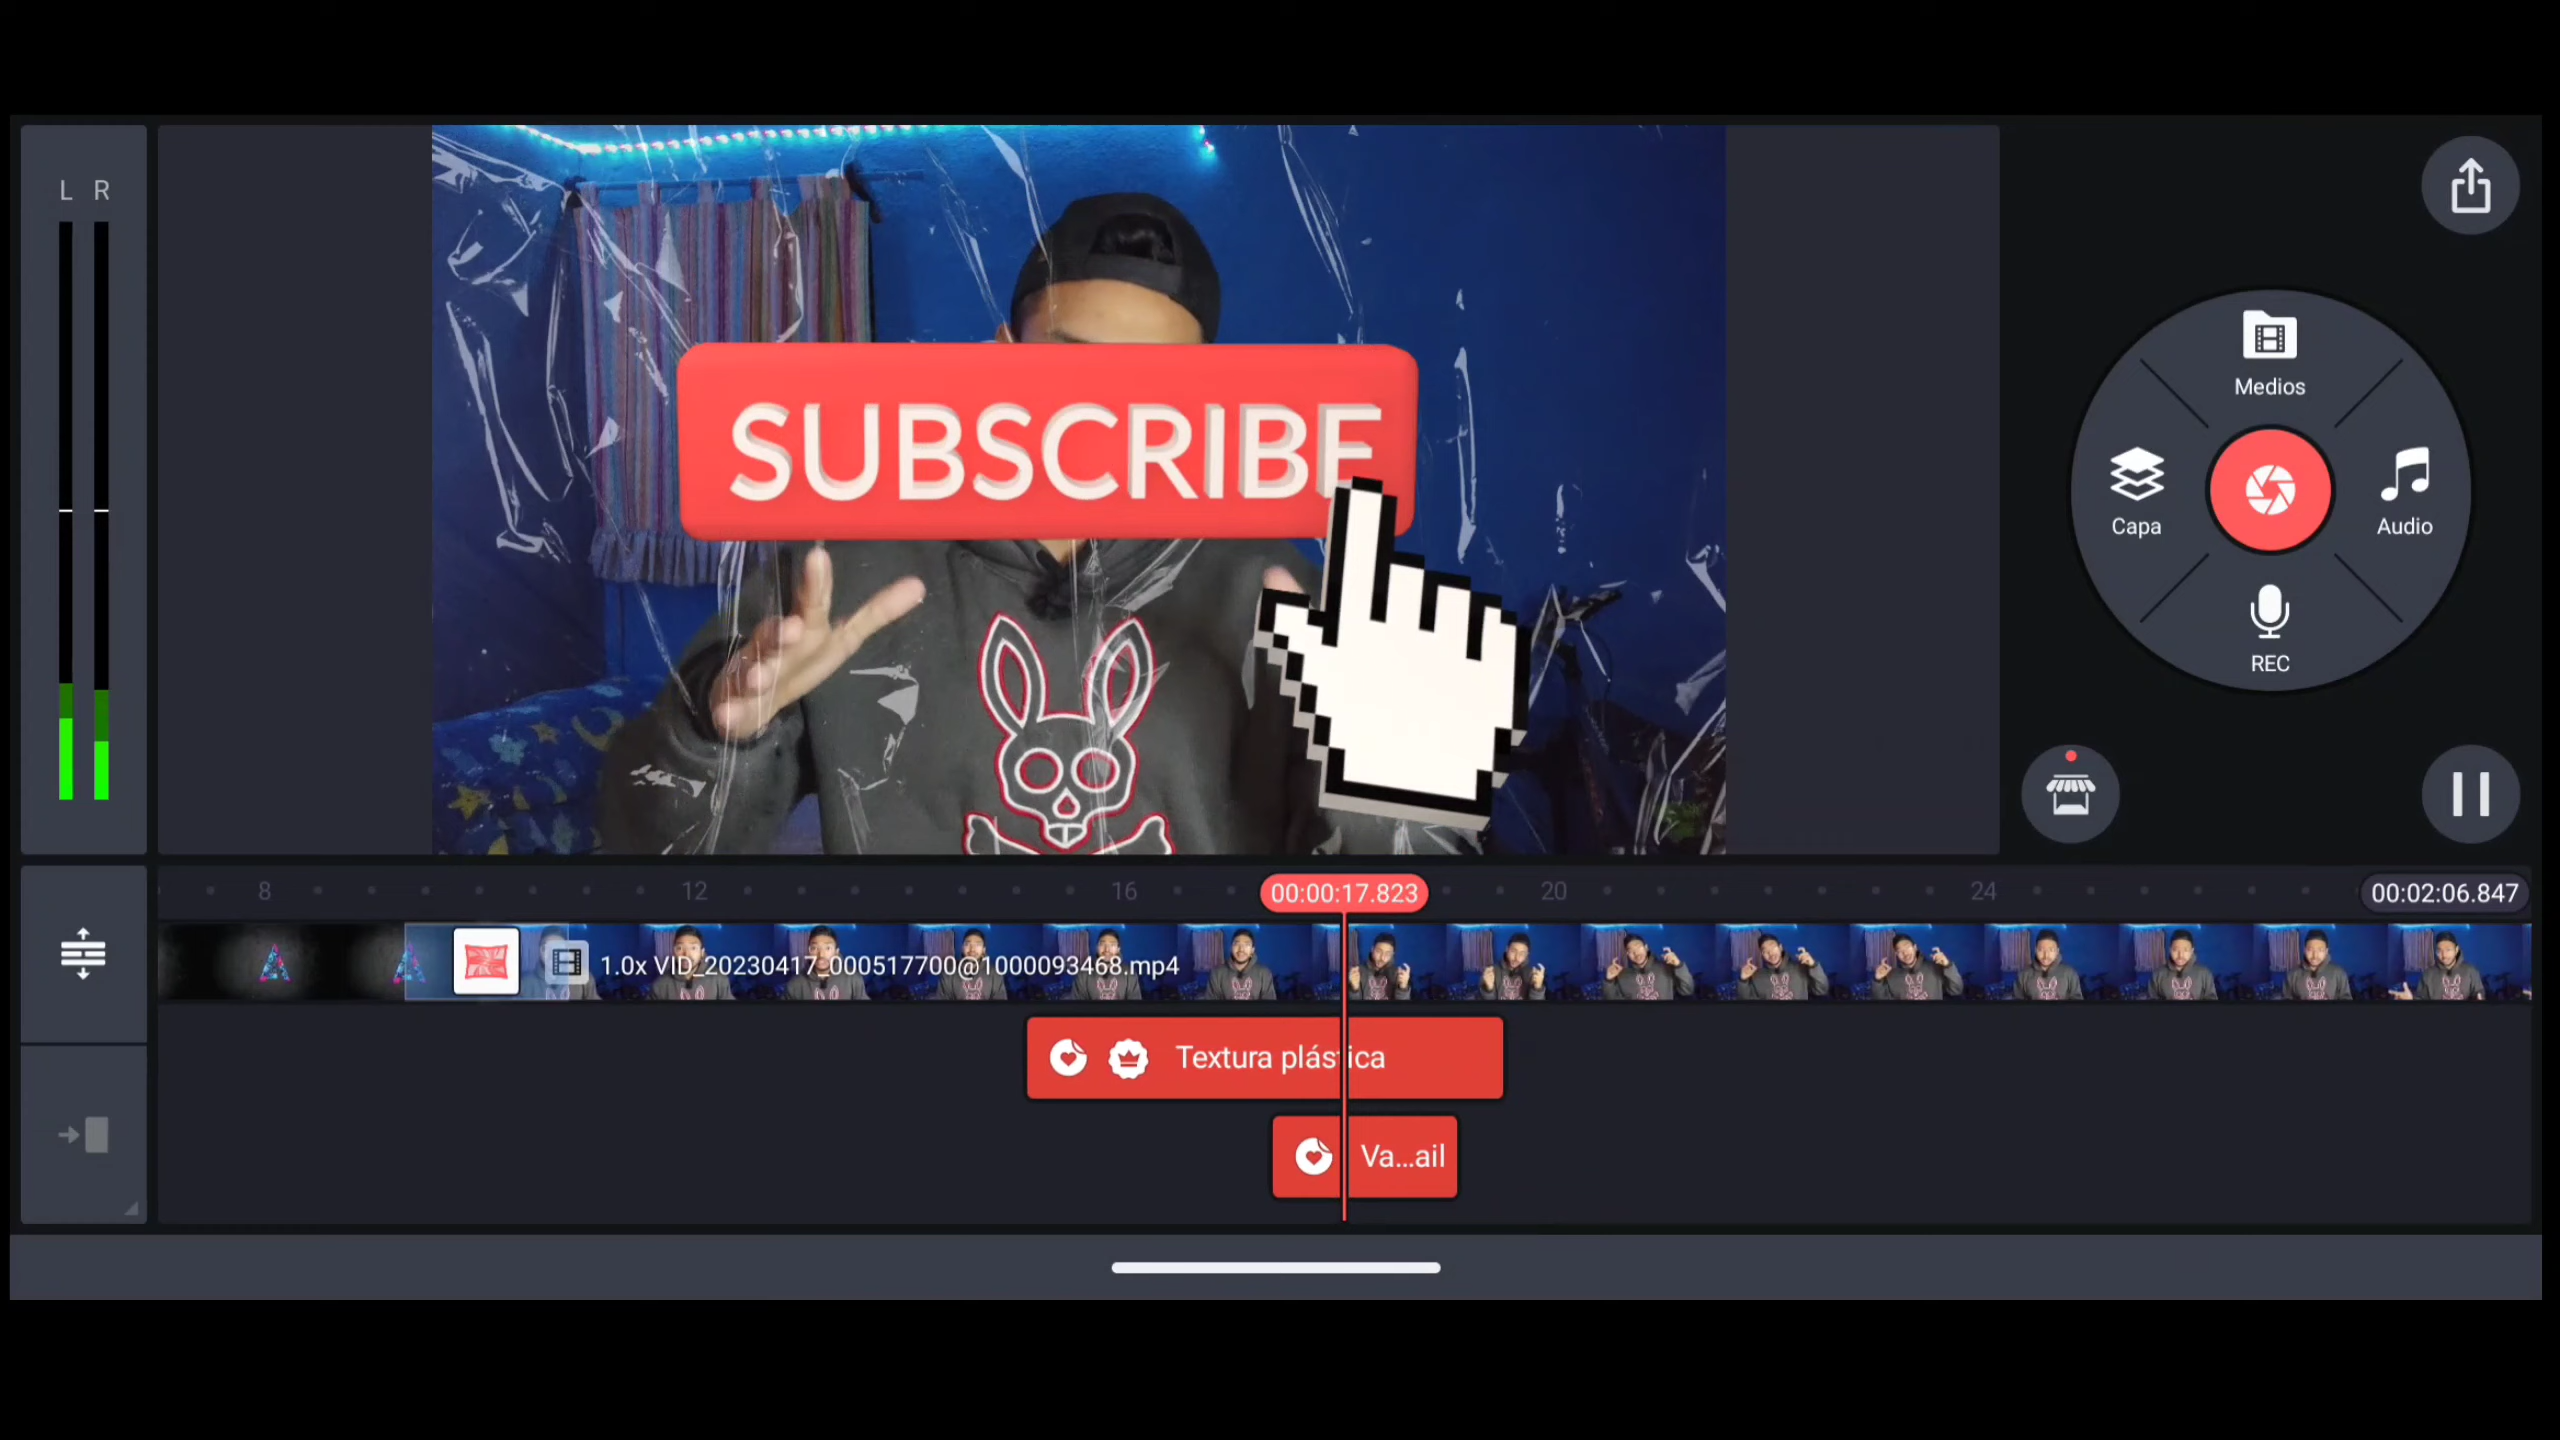 L R
SUBSCRIBE
Medios
Capa
Audio
REC
8 12 16 00:00:17.823 20 24 00:02:06.847
1.0x VID_20230417_000517700@1000093468.mp4
Textura plástica
Va...ail